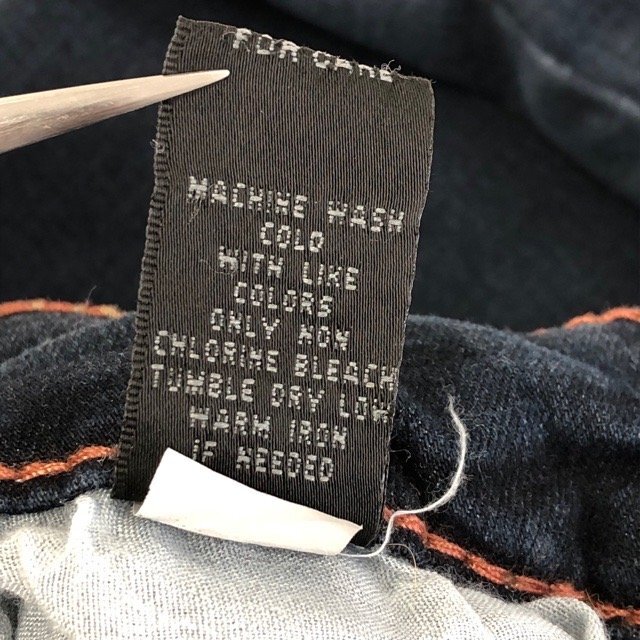 FOR CARE
MACHINE WASH
COLD
WITH LIKE
COLORS
ONLY NON
CHLORINE BLEACH
TUMBLE DRY LOW
WARM IRON
IF NEEDED